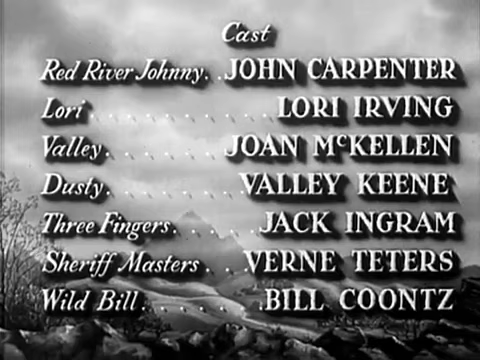 Cast
Red River Johnny. .JOHN CARPENTER
Lori. . . . . . . . . . . LORI IRVING
Valley. . . . . . . JOAN McKELLEN
Dusty. . . . . . . . VALLEY KEENE
Three Fingers. . . . . JACK INGRAM
Sheriff Masters . . .VERNE TETERS
Wild Bill. . . . . . .BILL COONTZ